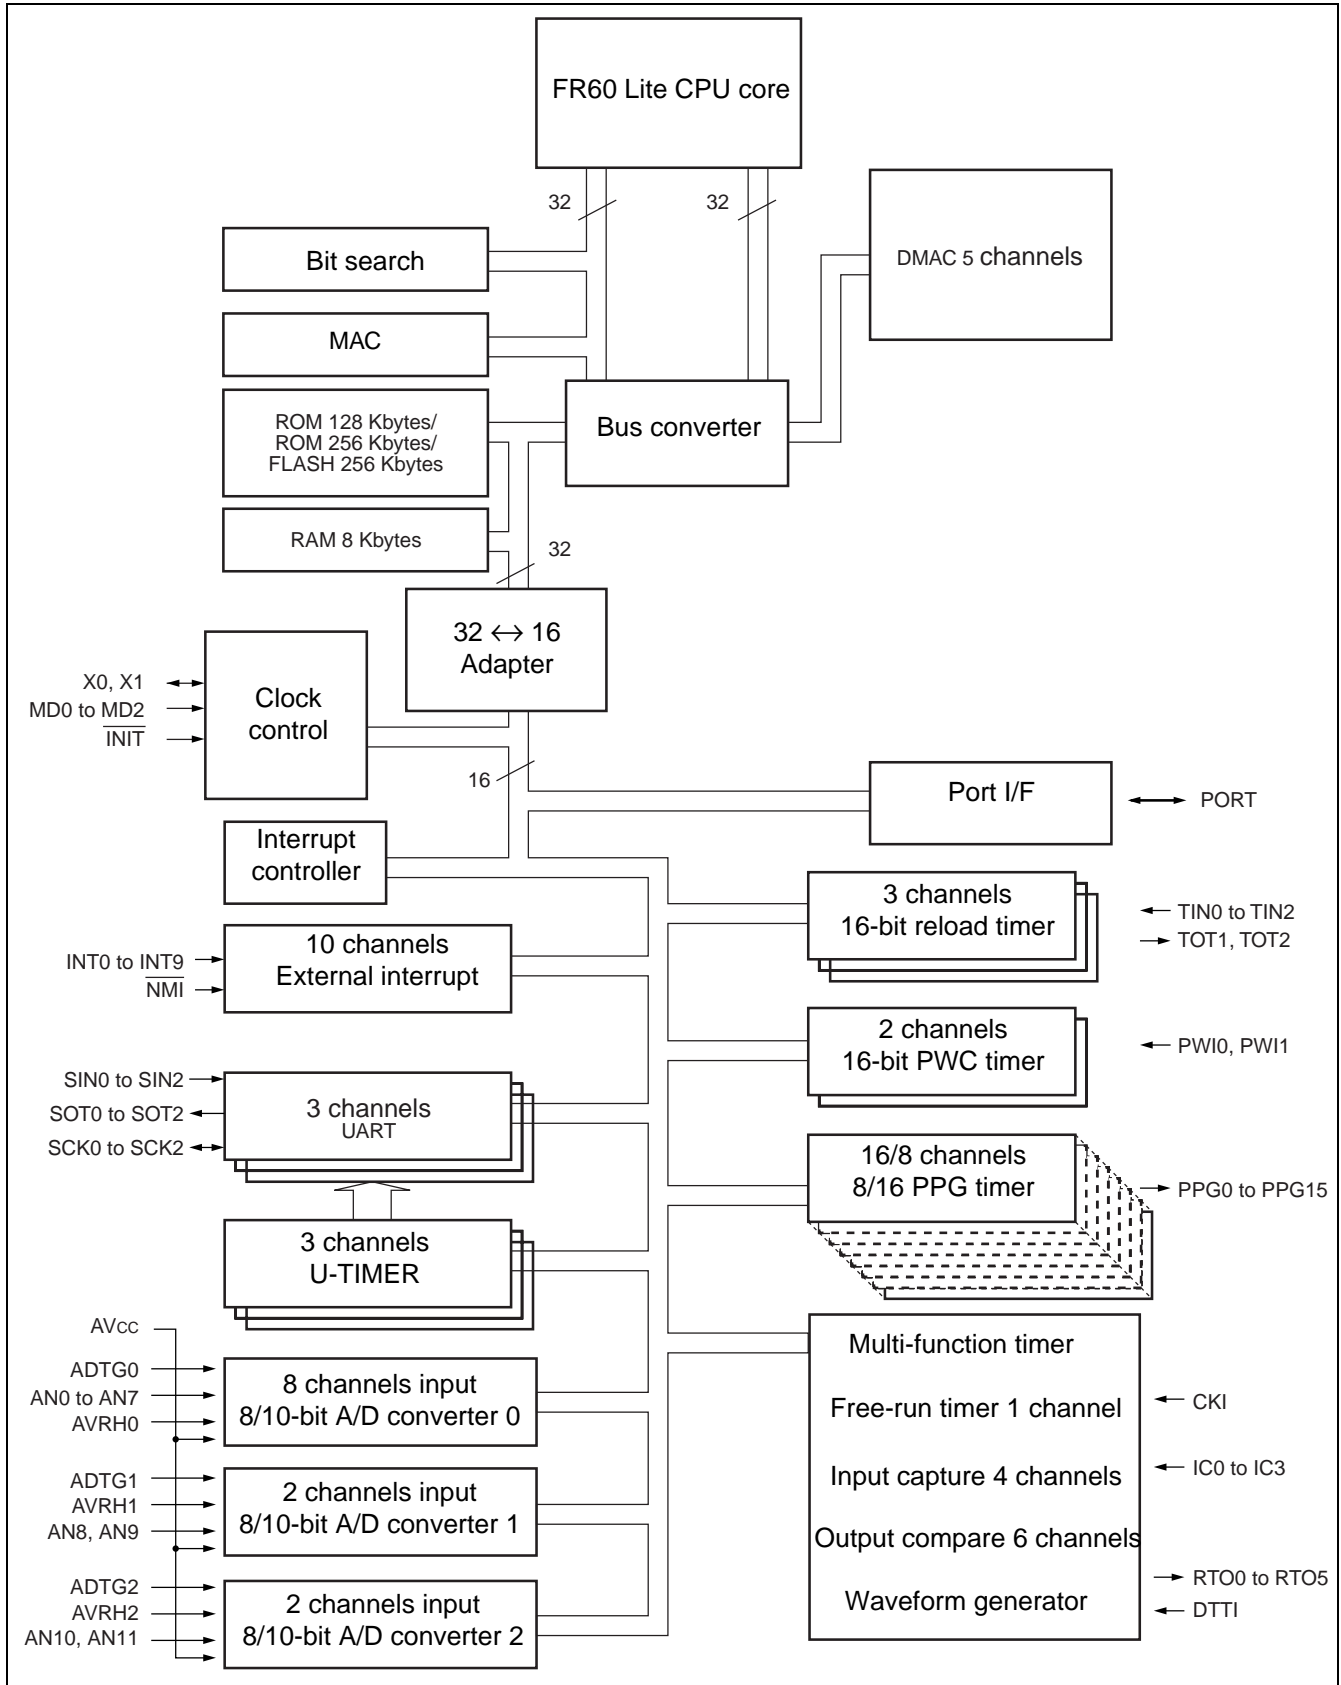 FR60 Lite CPU core
32
32
Bit search
DMAC 5 channels
MAC
ROM 128 Kbytes/
ROM 256 Kbytes/
FLASH 256 Kbytes
Bus converter
RAM 8 Kbytes
32
32 ↔ 16
Adapter
X0, X1
MD0 to MD2
INIT
Clock
control
16
Port I/F
PORT
Interrupt
controller
3 channels
16-bit reload timer
TIN0 to TIN2
TOT1, TOT2
INT0 to INT9
NMI
10 channels
External interrupt
2 channels
16-bit PWC timer
PWI0, PWI1
SIN0 to SIN2
SOT0 to SOT2
SCK0 to SCK2
3 channels
UART
16/8 channels
8/16 PPG timer
PPG0 to PPG15
3 channels
U-TIMER
AVCC
ADTG0
AN0 to AN7
AVRH0
8 channels input
8/10-bit A/D converter 0
ADTG1
AVRH1
AN8, AN9
2 channels input
8/10-bit A/D converter 1
ADTG2
AVRH2
AN10, AN11
2 channels input
8/10-bit A/D converter 2
Multi-function timer
Free-run timer 1 channel
CKI
Input capture 4 channels
IC0 to IC3
Output compare 6 channels
Waveform generator
RTO0 to RTO5
DTTI